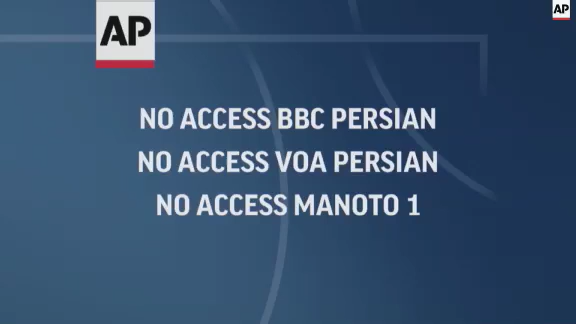 AP
AP
NO ACCESS BBC PERSIAN
NO ACCESS VOA PERSIAN
NO ACCESS MANOTO 1